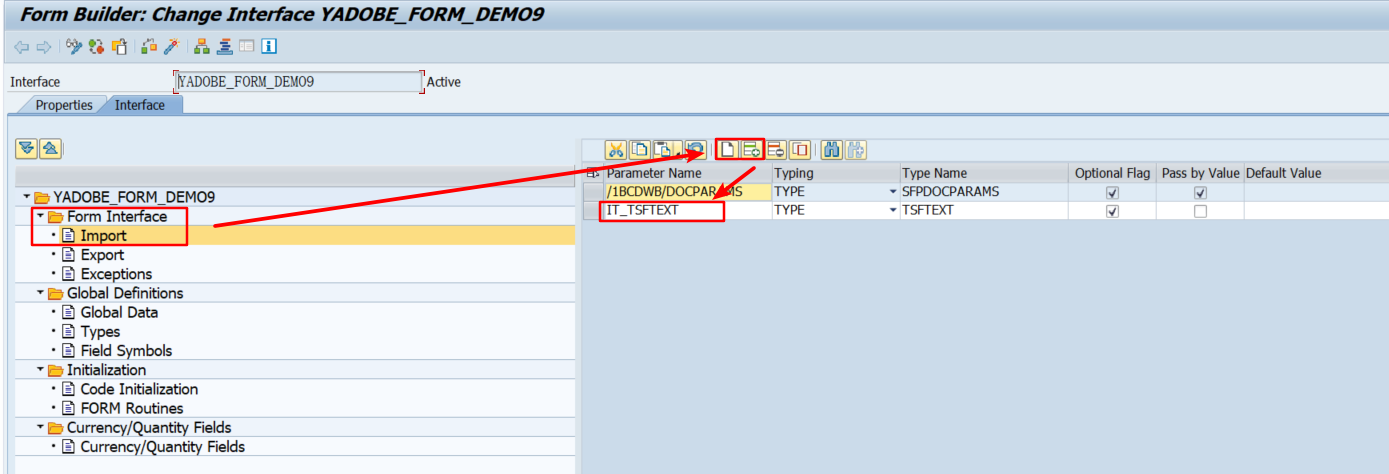 Form Builder: Change Interface YADOBE_FORM_DEMO9
Interface YADOBE_FORM_DEMO9 Active
Properties Interface
Parameter Name Typing Type Name Optional Flag Pass by Value Default Value
/1BCDWB/DOCPARAMS TYPE SFPDOCPARAMS
IT_TSFTEXT TYPE TSFTEXT
YADOBE_FORM_DEMO9
Form Interface
Import
Export
Exceptions
Global Definitions
Global Data
Types
Field Symbols
Initialization
Code Initialization
FORM Routines
Currency/Quantity Fields
Currency/Quantity Fields